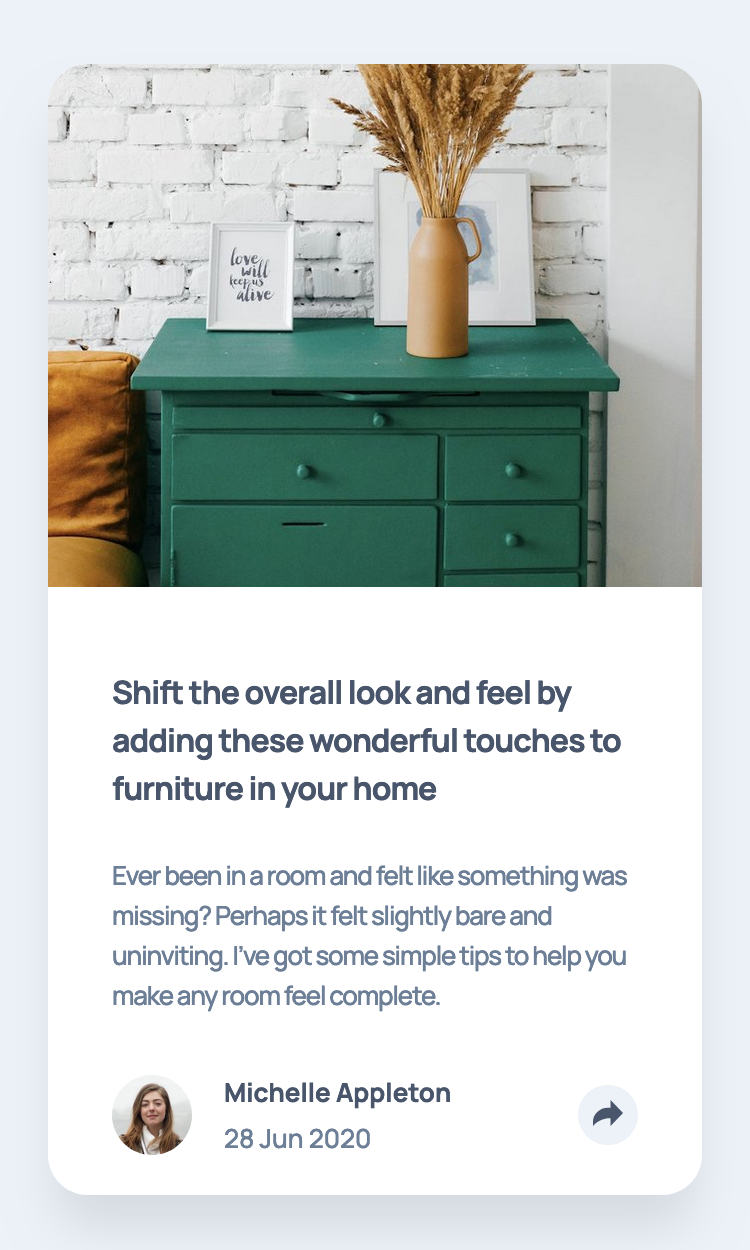 love
will
keep us
alive
Shift the overall look and feel by
adding these wonderful touches to
furniture in your home
Ever been in a room and felt like something was
missing? Perhaps it felt slightly bare and
uninviting. I’ve got some simple tips to help you
make any room feel complete.
Michelle Appleton
28 Jun 2020